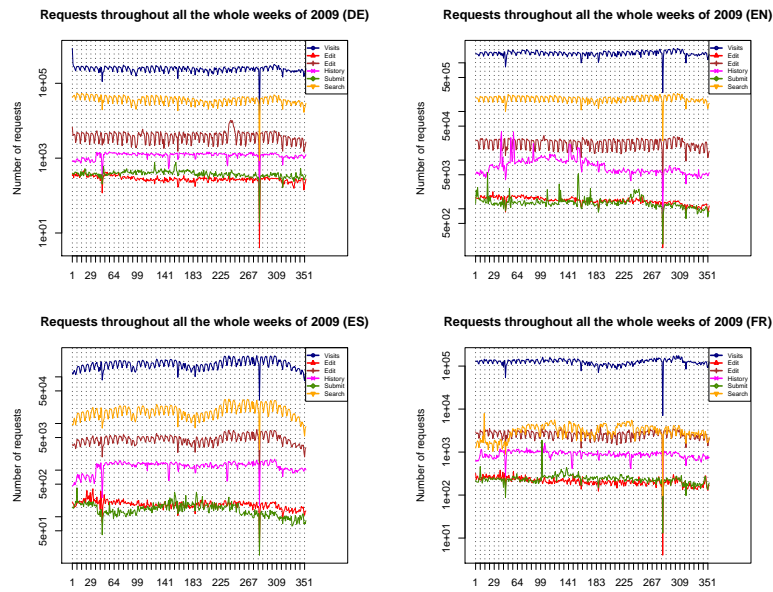 Requests throughout all the whole weeks of 2009 (DE)
Number of requests
1e+05
1e+03
1e+01
Visits
Edit
Edit
History
Submit
Search
1 29 64 99 141 183 225 267 309 351
Requests throughout all the whole weeks of 2009 (EN)
Number of requests
5e+05
5e+04
5e+03
5e+02
Visits
Edit
Edit
History
Submit
Search
1 29 64 99 141 183 225 267 309 351
Requests throughout all the whole weeks of 2009 (ES)
Number of requests
5e+04
5e+03
5e+02
5e+01
Visits
Edit
Edit
History
Submit
Search
1 29 64 99 141 183 225 267 309 351
Requests throughout all the whole weeks of 2009 (FR)
Number of requests
1e+05
1e+04
1e+03
1e+02
1e+01
Visits
Edit
Edit
History
Submit
Search
1 29 64 99 141 183 225 267 309 351